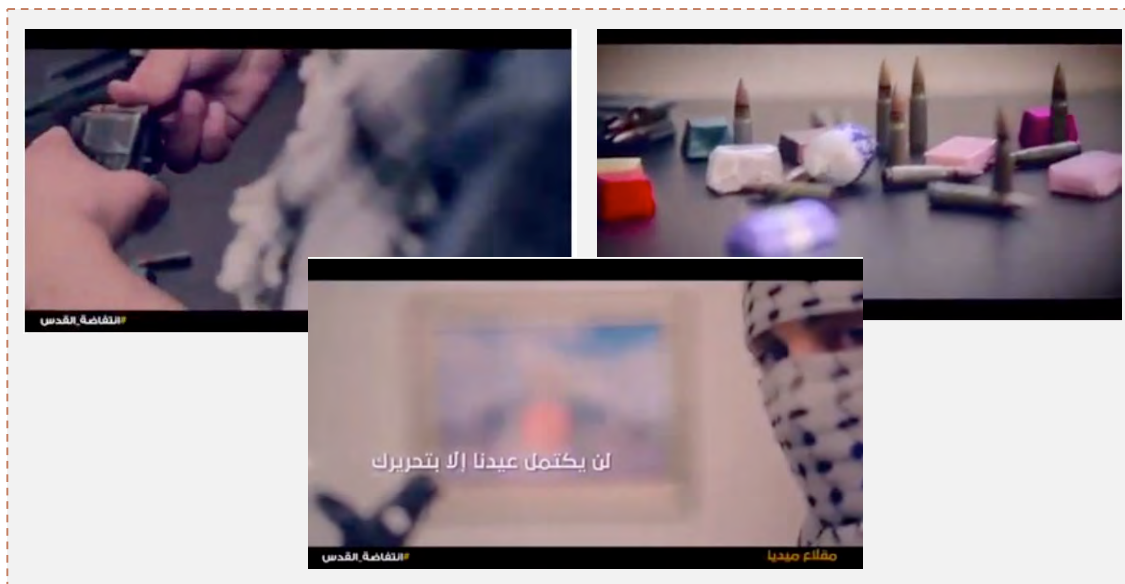 #انتفاضة_القدس
لن يكتمل عيدنا إلا بتحريرك
#انتفاضة_القدس
مقلاع ميديا